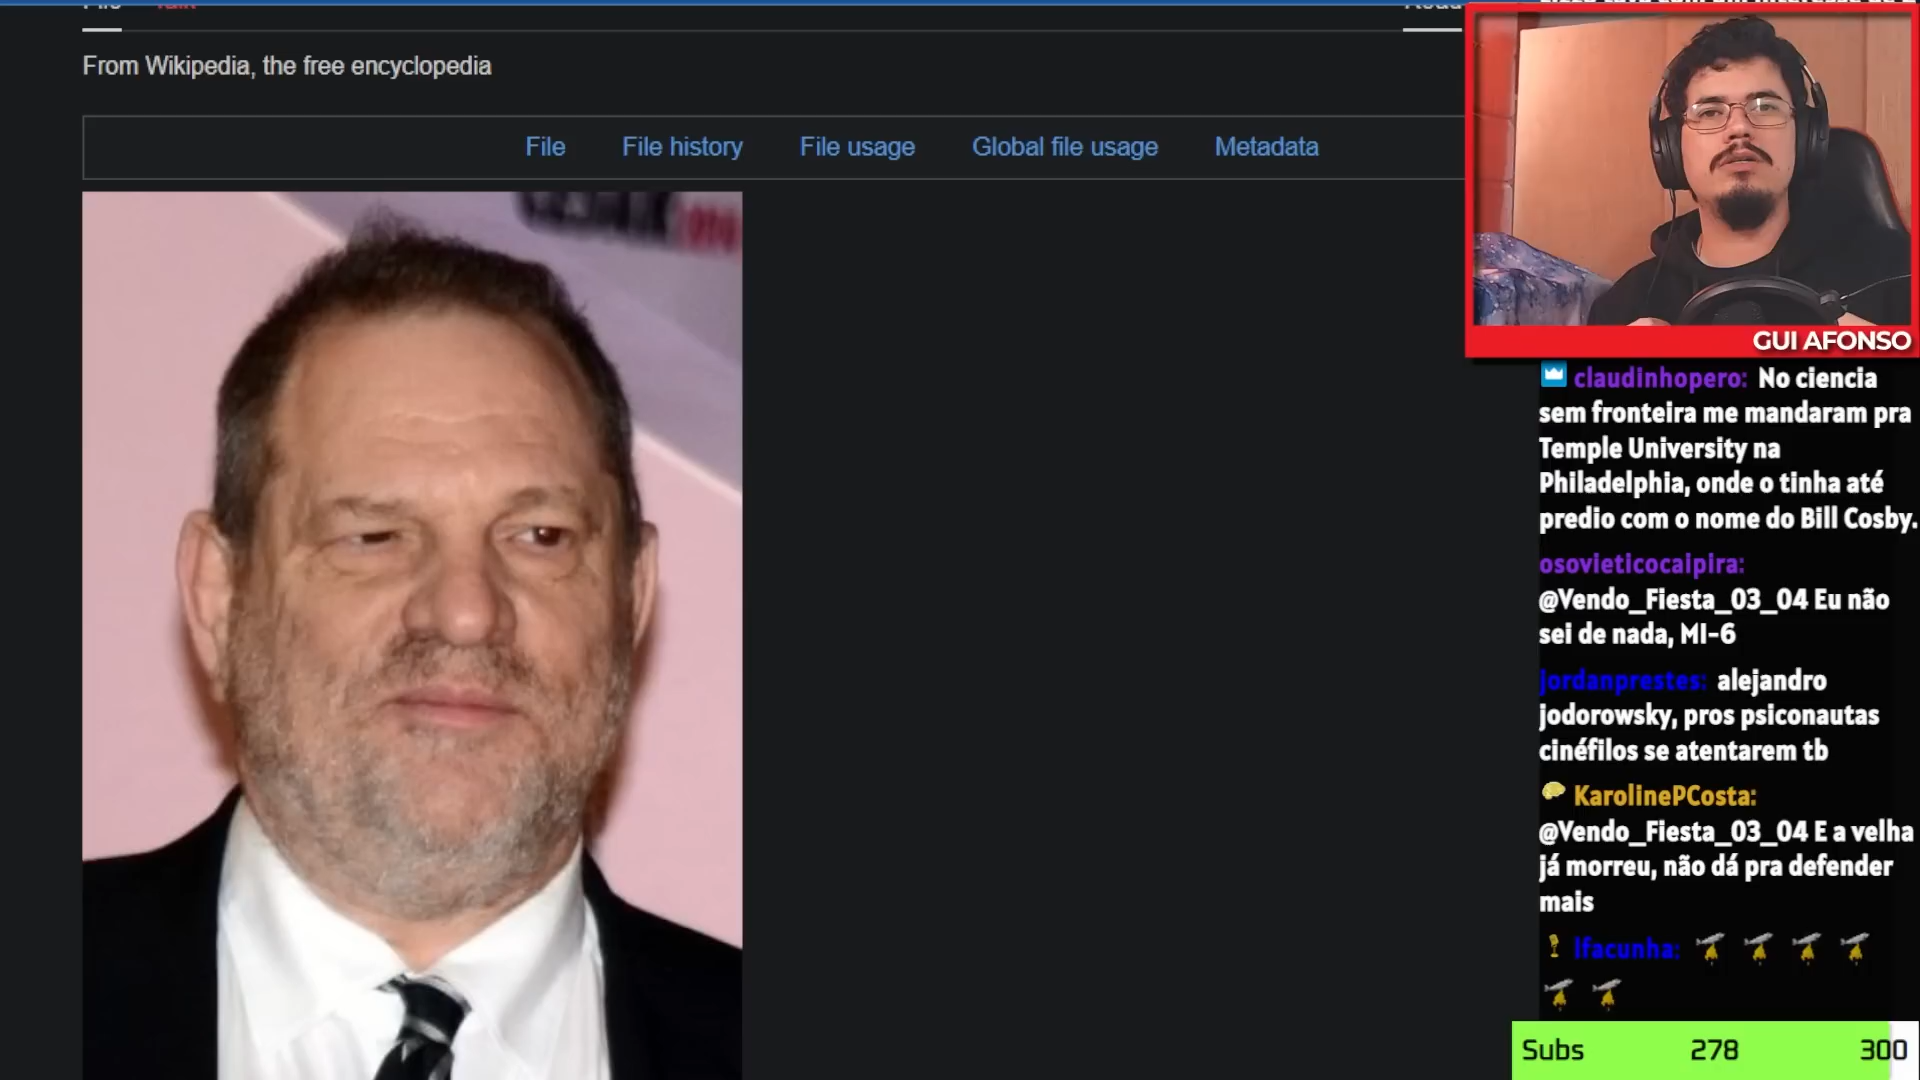 From Wikipedia, the free encyclopedia
File File history File usage Global file usage Metadata
GUI AFONSO
claudinhopero: No ciencia
sem fronteira me mandaram pra
Temple University na
Philadelphia, onde o tinha até
predio com o nome do Bill Cosby.
osovieticocaipira:
@Vendo_Fiesta_03_04 Eu não
sei de nada, MI-6
jordanprestes: alejandro
jodorowsky, pros psiconautas
cinéfilos se atentarem tb
KarolinePCosta:
@Vendo_Fiesta_03_04 E a velha
já morreu, não dá pra defender
mais
lfacunha:
Subs 278 300